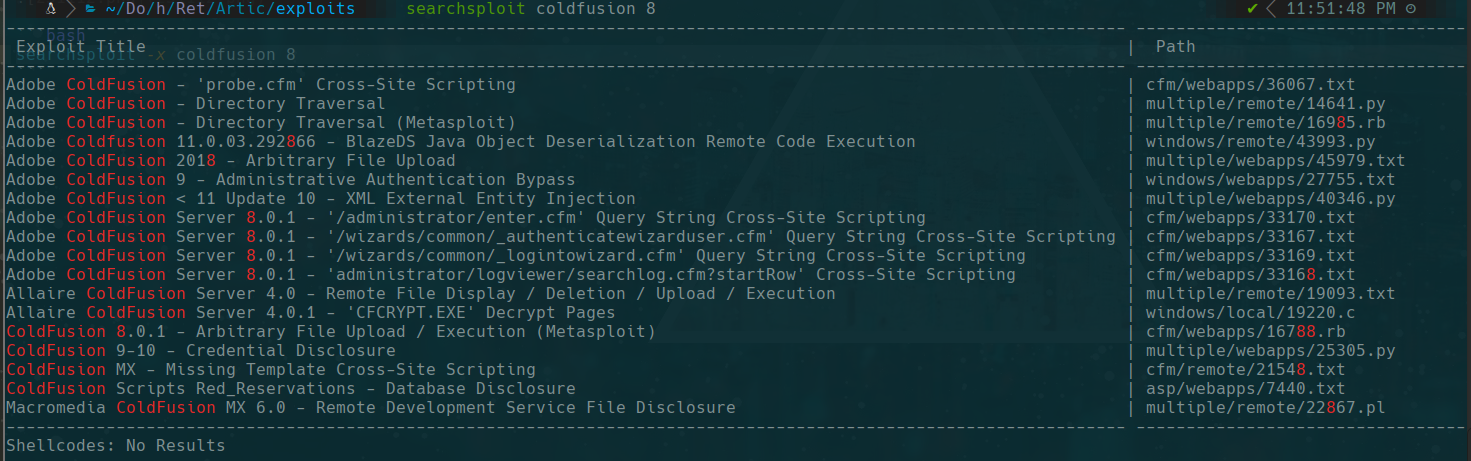 ~/Do/h/Ret/Artic/exploits searchsploit coldfusion 8 ✔ 11:51:48 PM
bash
Exploit Title | Path
searchsploit -x coldfusion 8
Adobe ColdFusion - 'probe.cfm' Cross-Site Scripting | cfm/webapps/36067.txt
Adobe ColdFusion - Directory Traversal | multiple/remote/14641.py
Adobe ColdFusion - Directory Traversal (Metasploit) | multiple/remote/16985.rb
Adobe Coldfusion 11.0.03.292866 - BlazeDS Java Object Deserialization Remote Code Execution | windows/remote/43993.py
Adobe ColdFusion 2018 - Arbitrary File Upload | multiple/webapps/45979.txt
Adobe ColdFusion 9 - Administrative Authentication Bypass | windows/webapps/27755.txt
Adobe ColdFusion < 11 Update 10 - XML External Entity Injection | multiple/webapps/40346.py
Adobe ColdFusion Server 8.0.1 - '/administrator/enter.cfm' Query String Cross-Site Scripting | cfm/webapps/33170.txt
Adobe ColdFusion Server 8.0.1 - '/wizards/common/_authenticatewizarduser.cfm' Query String Cross-Site Scripting | cfm/webapps/33167.txt
Adobe ColdFusion Server 8.0.1 - '/wizards/common/_logintowizard.cfm' Query String Cross-Site Scripting | cfm/webapps/33169.txt
Adobe ColdFusion Server 8.0.1 - 'administrator/logviewer/searchlog.cfm?startRow' Cross-Site Scripting | cfm/webapps/33168.txt
Allaire ColdFusion Server 4.0 - Remote File Display / Deletion / Upload / Execution | multiple/remote/19093.txt
Allaire ColdFusion Server 4.0.1 - 'CFCRYPT.EXE' Decrypt Pages | windows/local/19220.c
ColdFusion 8.0.1 - Arbitrary File Upload / Execution (Metasploit) | cfm/webapps/16788.rb
ColdFusion 9-10 - Credential Disclosure | multiple/webapps/25305.py
ColdFusion MX - Missing Template Cross-Site Scripting | cfm/remote/21548.txt
ColdFusion Scripts Red_Reservations - Database Disclosure | asp/webapps/7440.txt
Macromedia ColdFusion MX 6.0 - Remote Development Service File Disclosure | multiple/remote/22867.pl
Shellcodes: No Results